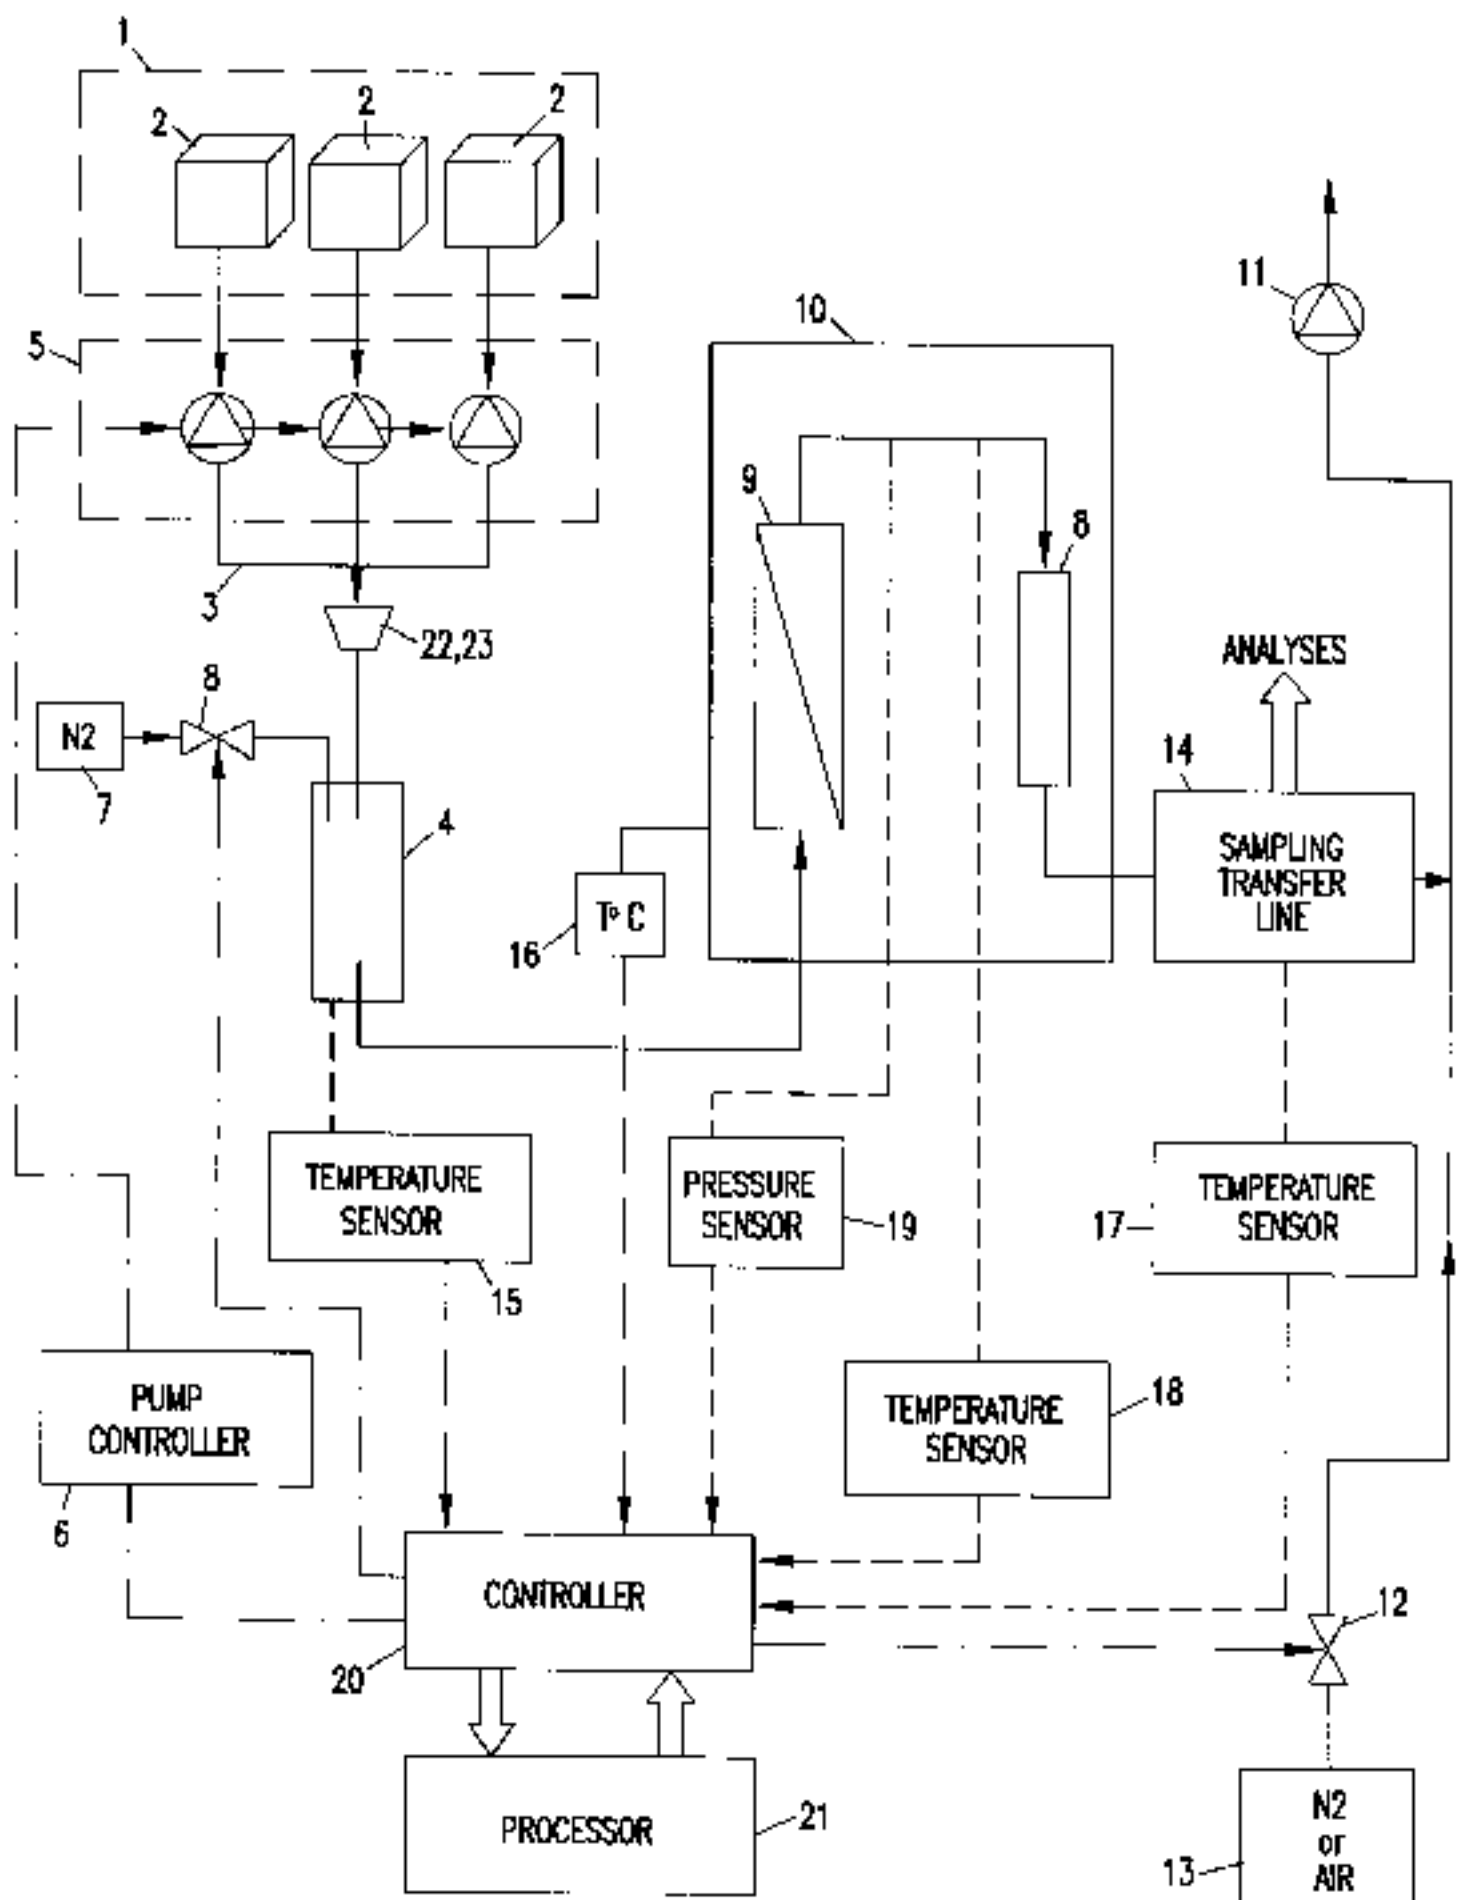 1
2
2
2
5
10
11
9
8
3
22,23
8
ANALYSES
N2
14
7
4
SAMPLING
TRANSFER
LINE
T° C
16
TEMPERATURE
SENSOR
PRESSURE
SENSOR
19
17
TEMPERATURE
SENSOR
15
PUMP
CONTROLLER
TEMPERATURE
SENSOR
18
6
CONTROLLER
12
20
PROCESSOR
21
N2
or
AIR
13